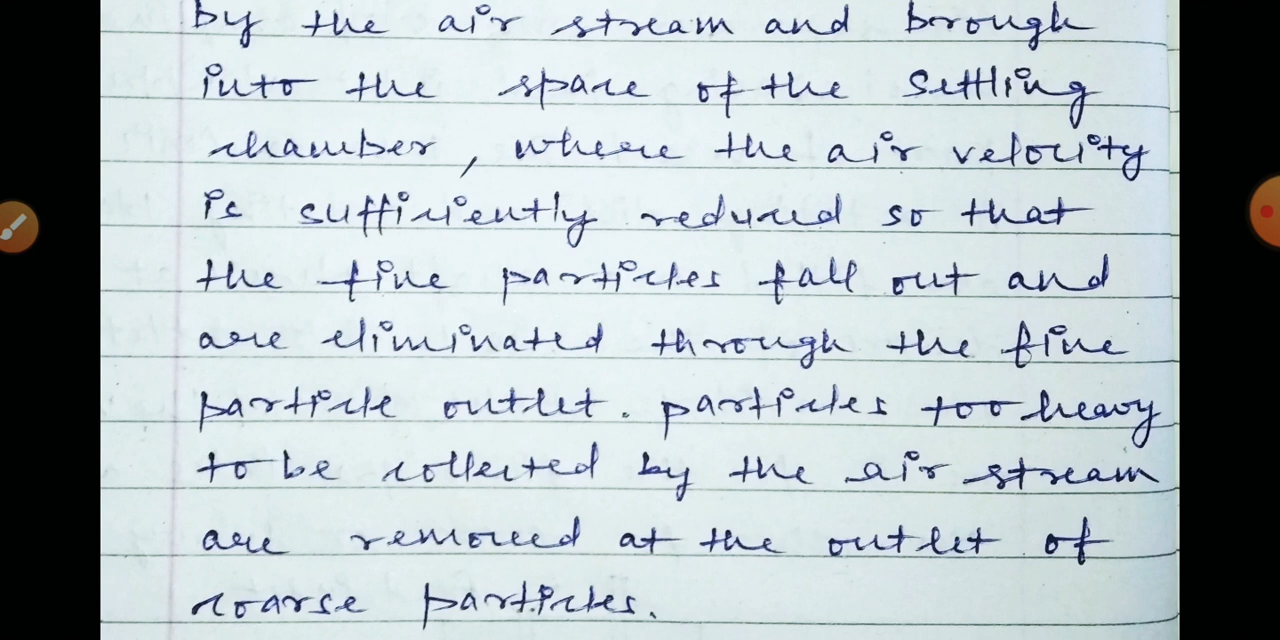 by the air stream and brough
into the space of the Settling
chamber, where the air velocity
is sufficiently reduced so that
the fine particles fall out and
are eliminated through the fine
particle outlet. particles too heavy
to be collected by the air stream
are removed at the outlet of
coarse particles.